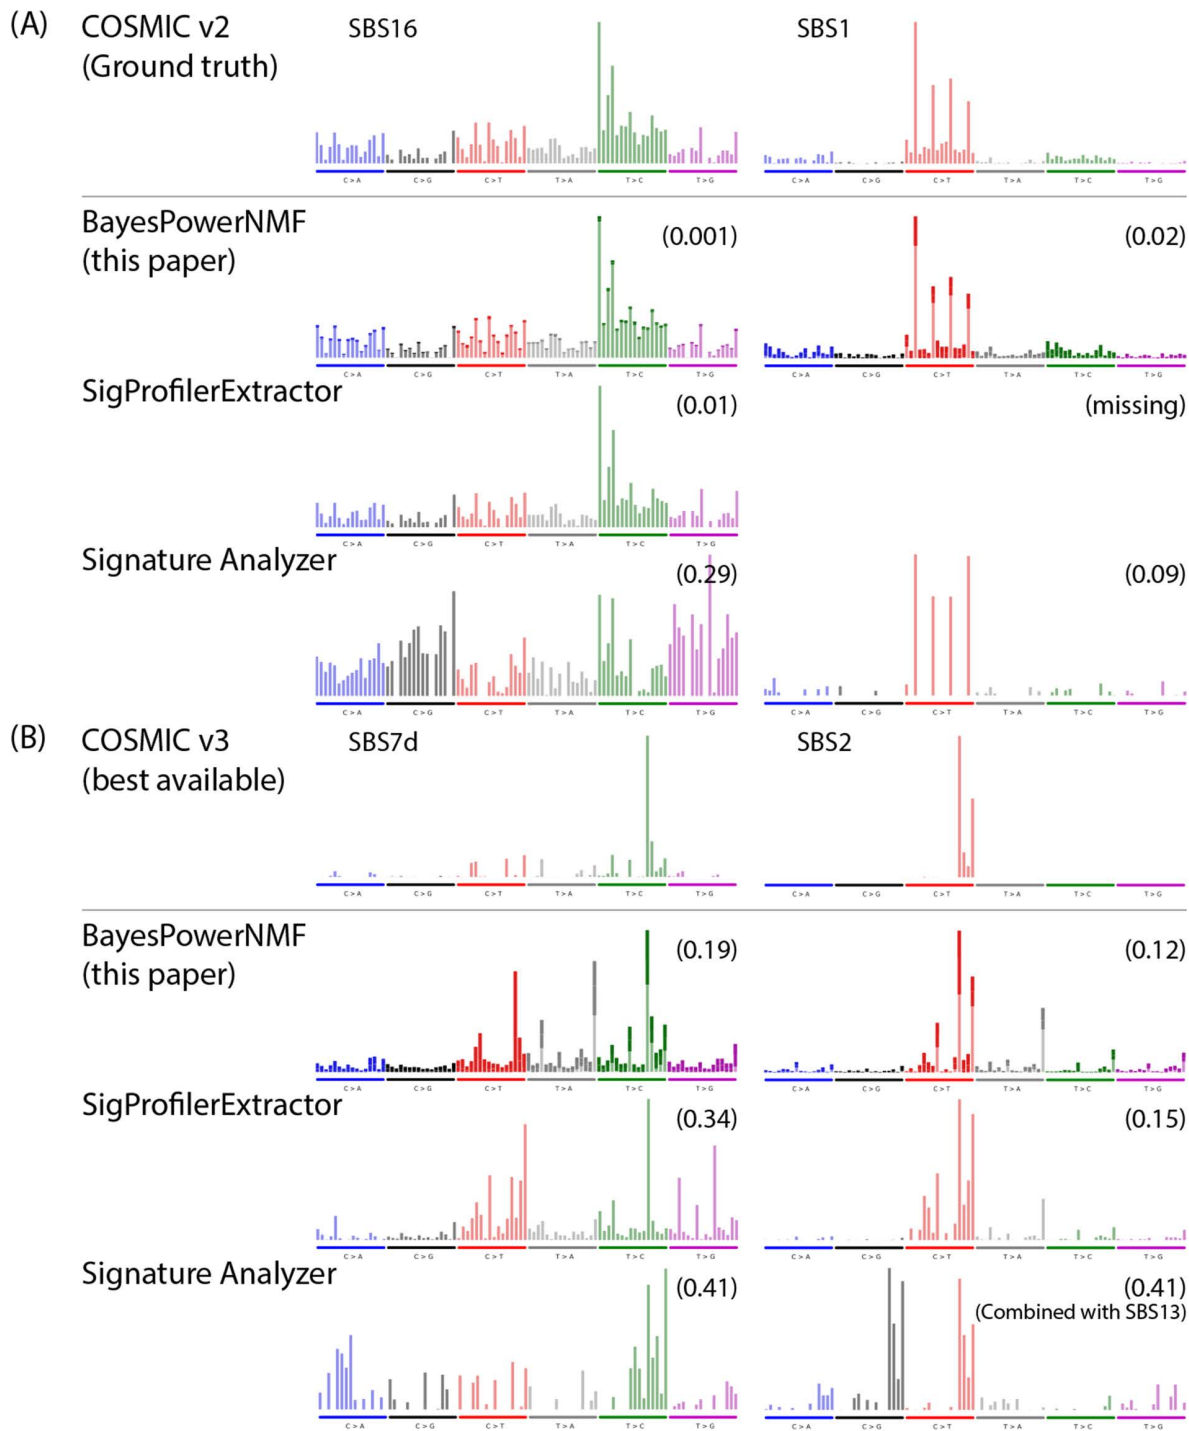 (A) COSMIC v2 SBS16 SBS1
(Ground truth)
C>A C>G C>T T>A T>C T>G C>A C>G C>T T>A T>C T>G
BayesPowerNMF (0.001) (0.02)
(this paper)
C>A C>G C>T T>A T>C T>G C>A C>G C>T T>A T>C T>G
SigProfilerExtractor (0.01) (missing)
C>A C>G C>T T>A T>C T>G
Signature Analyzer (0.29) (0.09)
C>A C>G C>T T>A T>C T>G C>A C>G C>T T>A T>C T>G
(B) COSMIC v3 SBS7d SBS2
(best available)
C>A C>G C>T T>A T>C T>G C>A C>G C>T T>A T>C T>G
BayesPowerNMF (0.19) (0.12)
(this paper)
C>A C>G C>T T>A T>C T>G C>A C>G C>T T>A T>C T>G
SigProfilerExtractor (0.34) (0.15)
C>A C>G C>T T>A T>C T>G C>A C>G C>T T>A T>C T>G
Signature Analyzer (0.41) (0.41)
(Combined with SBS13)
C>A C>G C>T T>A T>C T>G C>A C>G C>T T>A T>C T>G